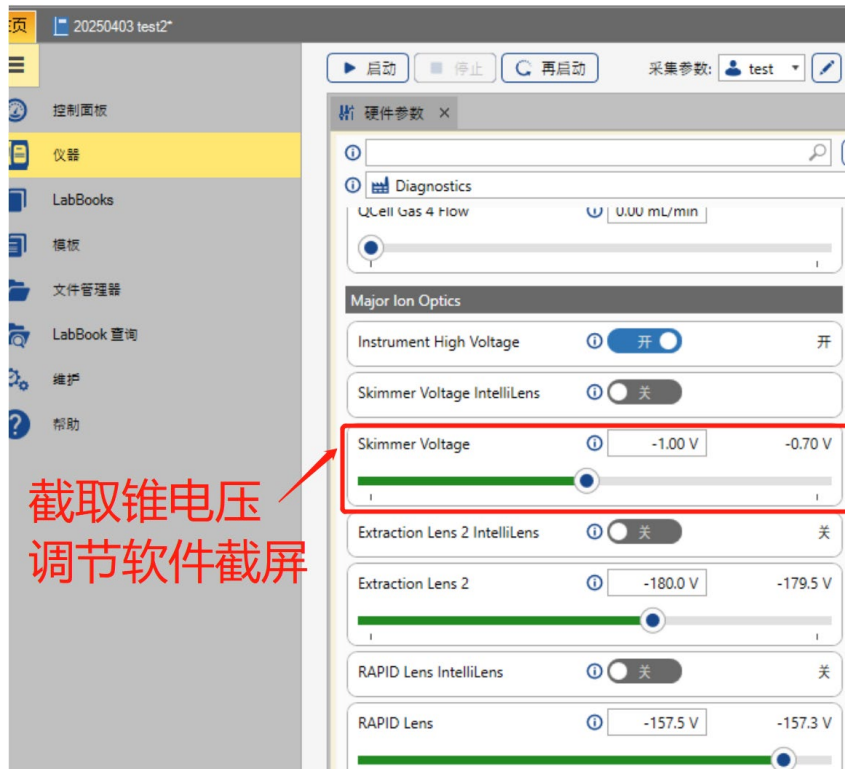 页 20250403 test2*
启动 停止 再启动 采集参数: test
控制面板
仪器
LabBooks
模板
文件管理器
LabBook 查询
维护
帮助
硬件参数 ×
Diagnostics
QCell Gas 4 Flow 0.00 mL/min
Major Ion Optics
Instrument High Voltage 开 开
Skimmer Voltage IntelliLens 关
Skimmer Voltage -1.00 V -0.70 V
Extraction Lens 2 IntelliLens 关 关
Extraction Lens 2 -180.0 V -179.5 V
RAPID Lens IntelliLens 关 关
RAPID Lens -157.5 V -157.3 V
截取锥电压
调节软件截屏